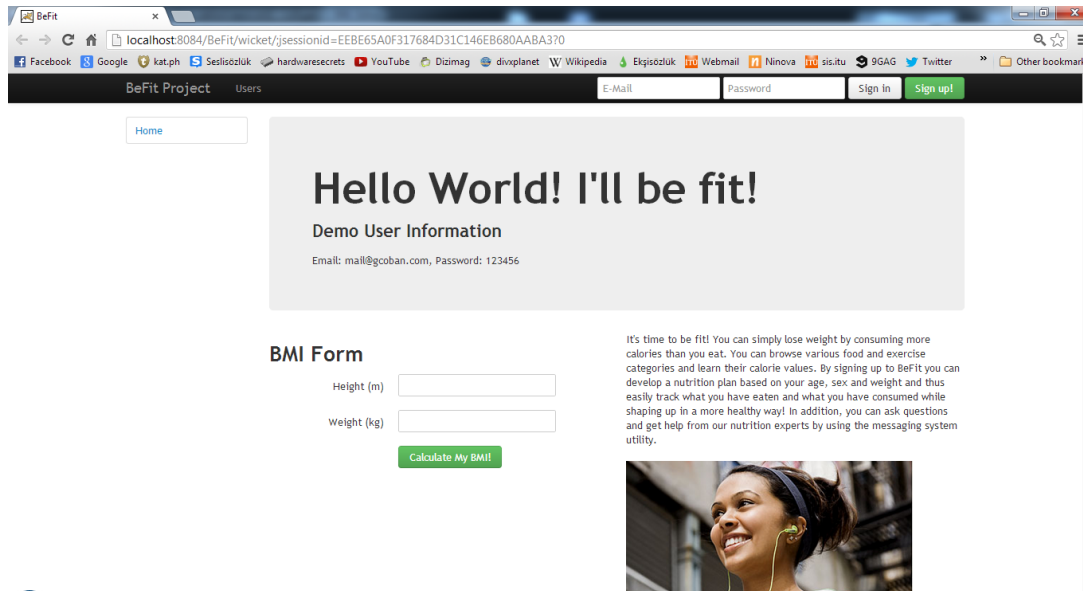 BeFit
localhost:8084/BeFit/wicket/;jsessionid=EEBE65A0F317684D31C146EB680AABA3?0
Facebook Google kat.ph Seslisözlük hardwaresecrets YouTube Dizimag divxplanet Wikipedia Ekşisözlük Webmail Ninova sis.itu 9GAG Twitter » Other bookmark
BeFit Project Users E-Mail Password Sign in Sign up!
Home
Hello World! I'll be fit!
Demo User Information
Email: mail@gcoban.com, Password: 123456
BMI Form
Height (m)
Weight (kg)
Calculate My BMI!
It's time to be fit! You can simply lose weight by consuming more
calories than you eat. You can browse various food and exercise
categories and learn their calorie values. By signing up to BeFit you can
develop a nutrition plan based on your age, sex and weight and thus
easily track what you have eaten and what you have consumed while
shaping up in a more healthy way! In addition, you can ask questions
and get help from our nutrition experts by using the messaging system
utility.